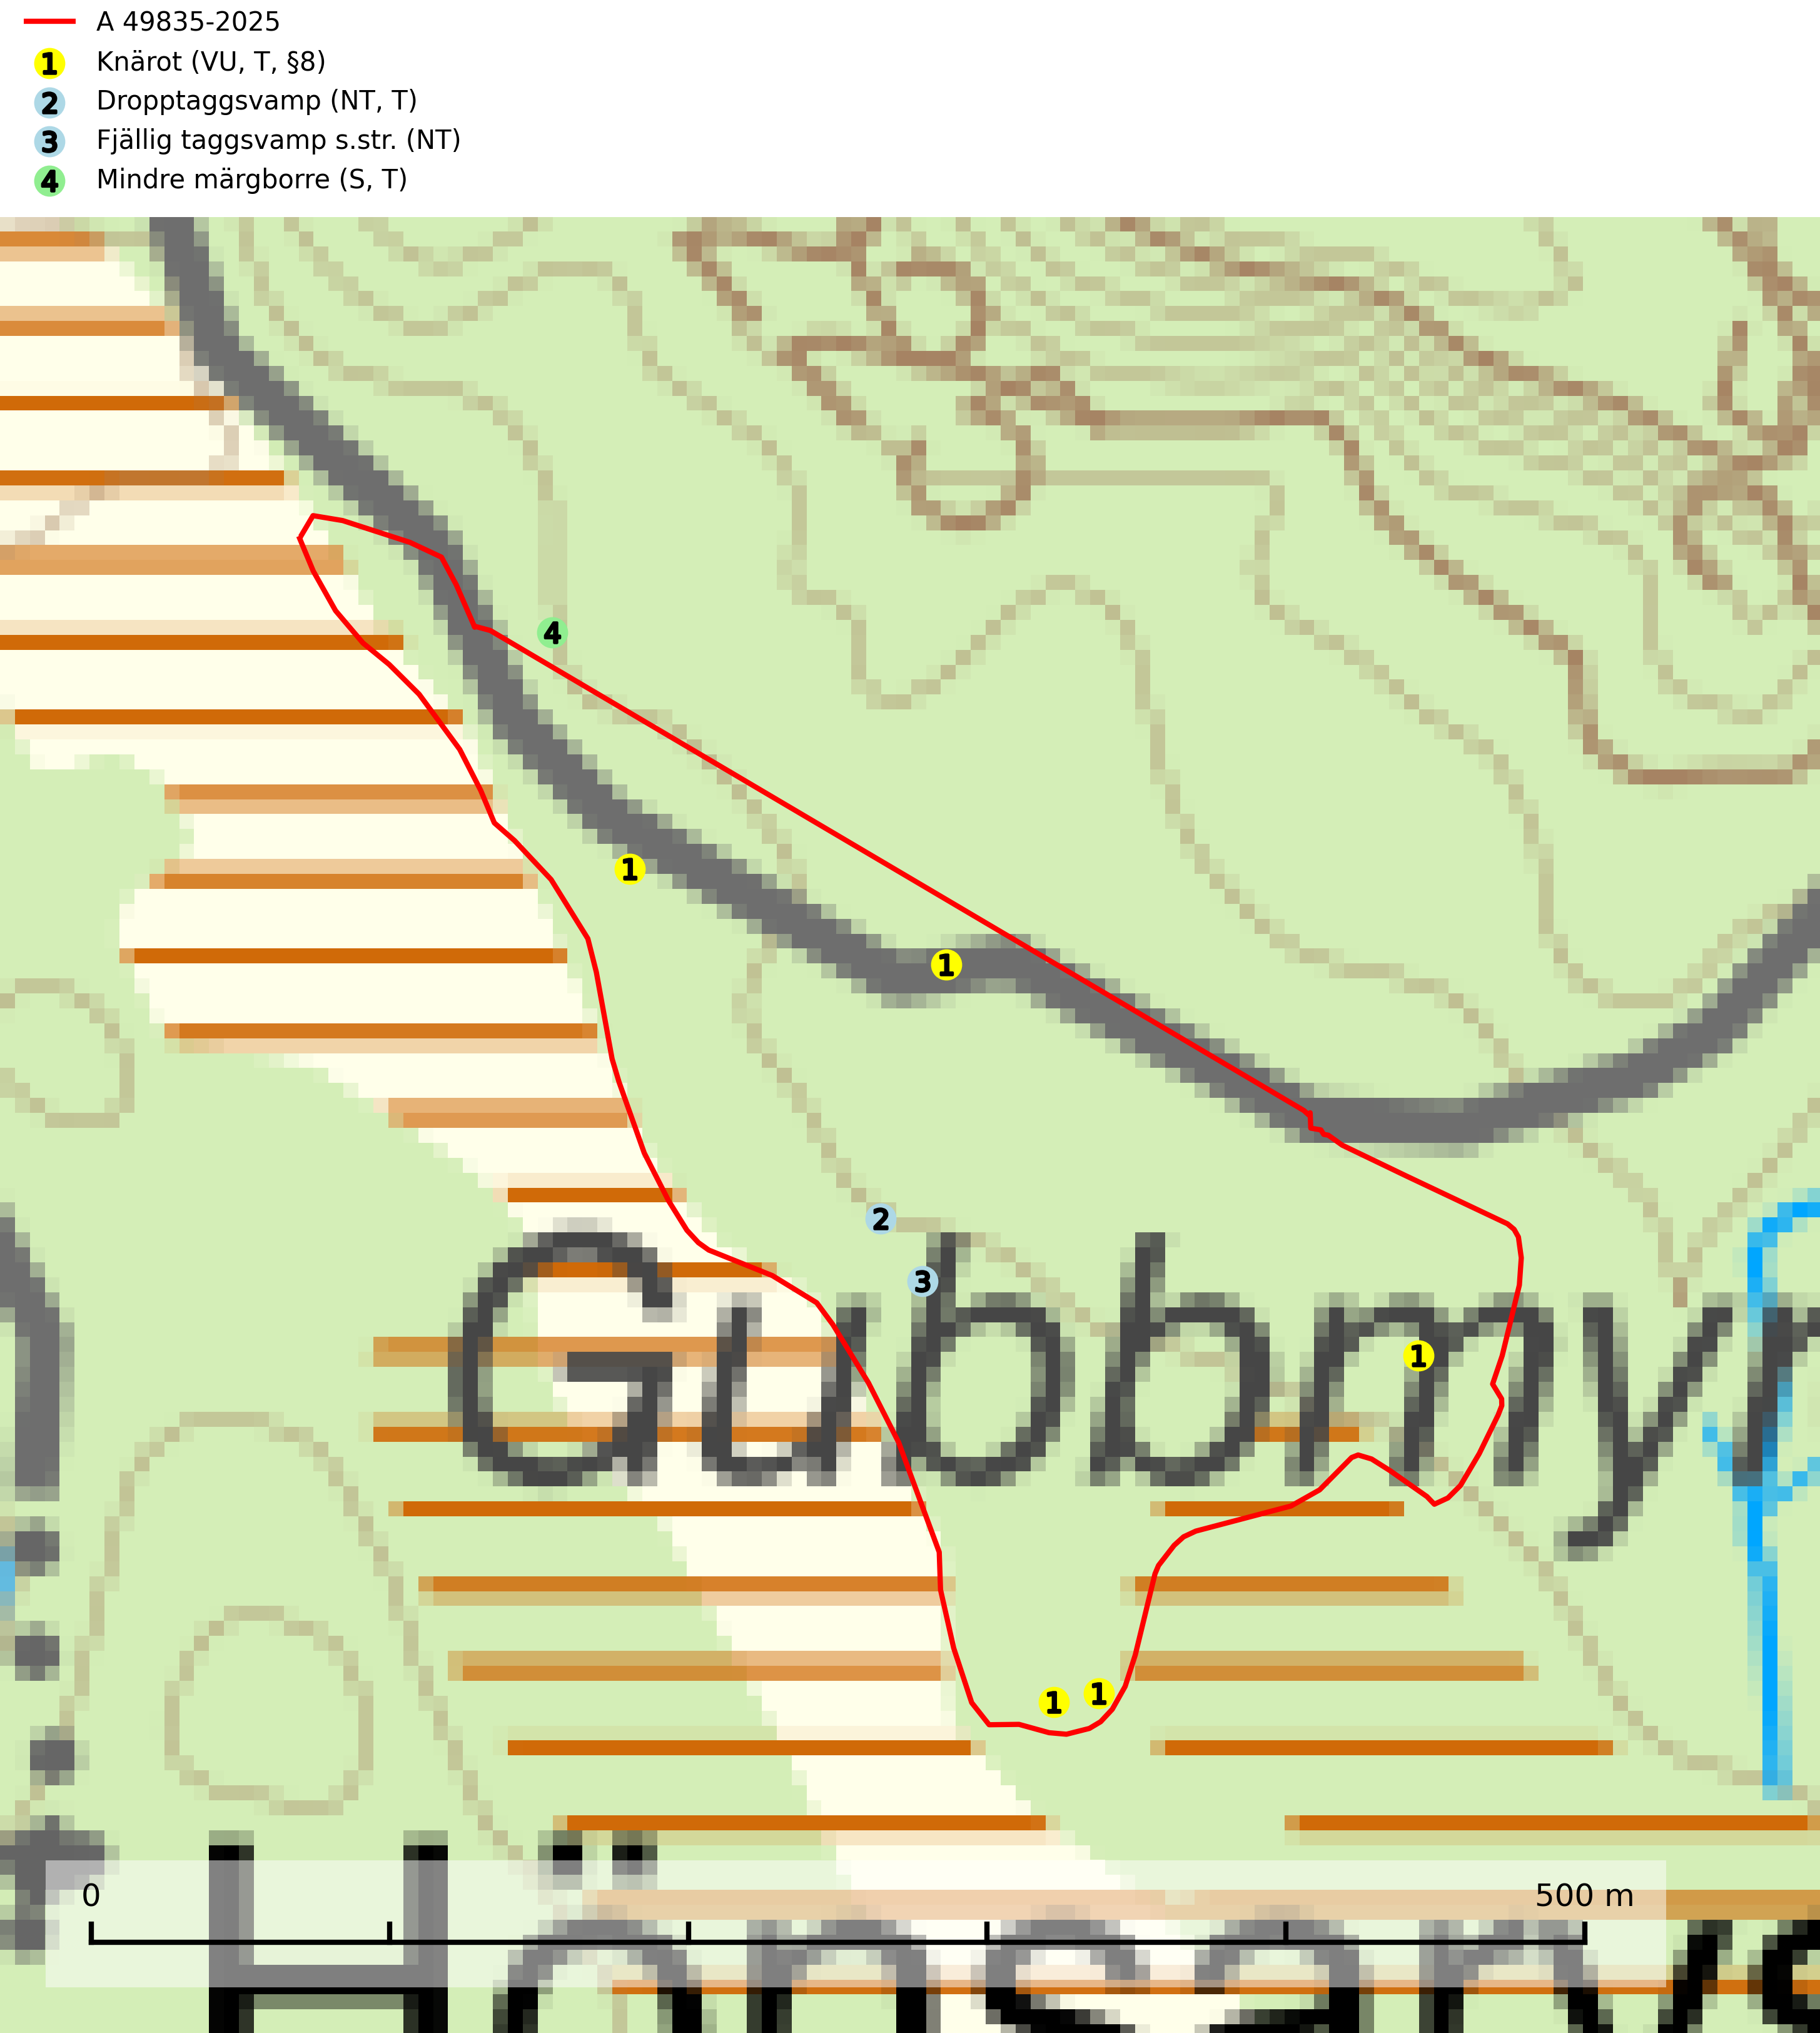 A 49835-2025
1 Knärot (VU, T, §8)
2 Dropptaggsvamp (NT, T)
3 Fjällig taggsvamp s.str. (NT)
4 Mindre märgborre (S, T)
4
1
1
2
3
1
1
1
0
500 m